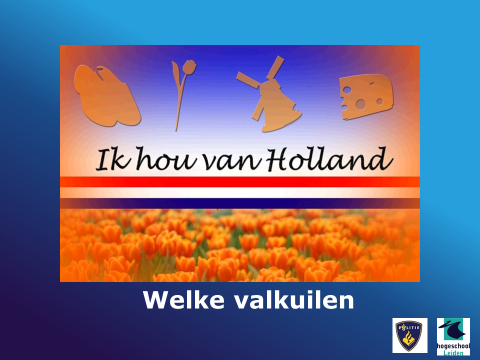 Ik hou van Holland
Welke valkuilen
POLITIE
hogeschool
Leiden